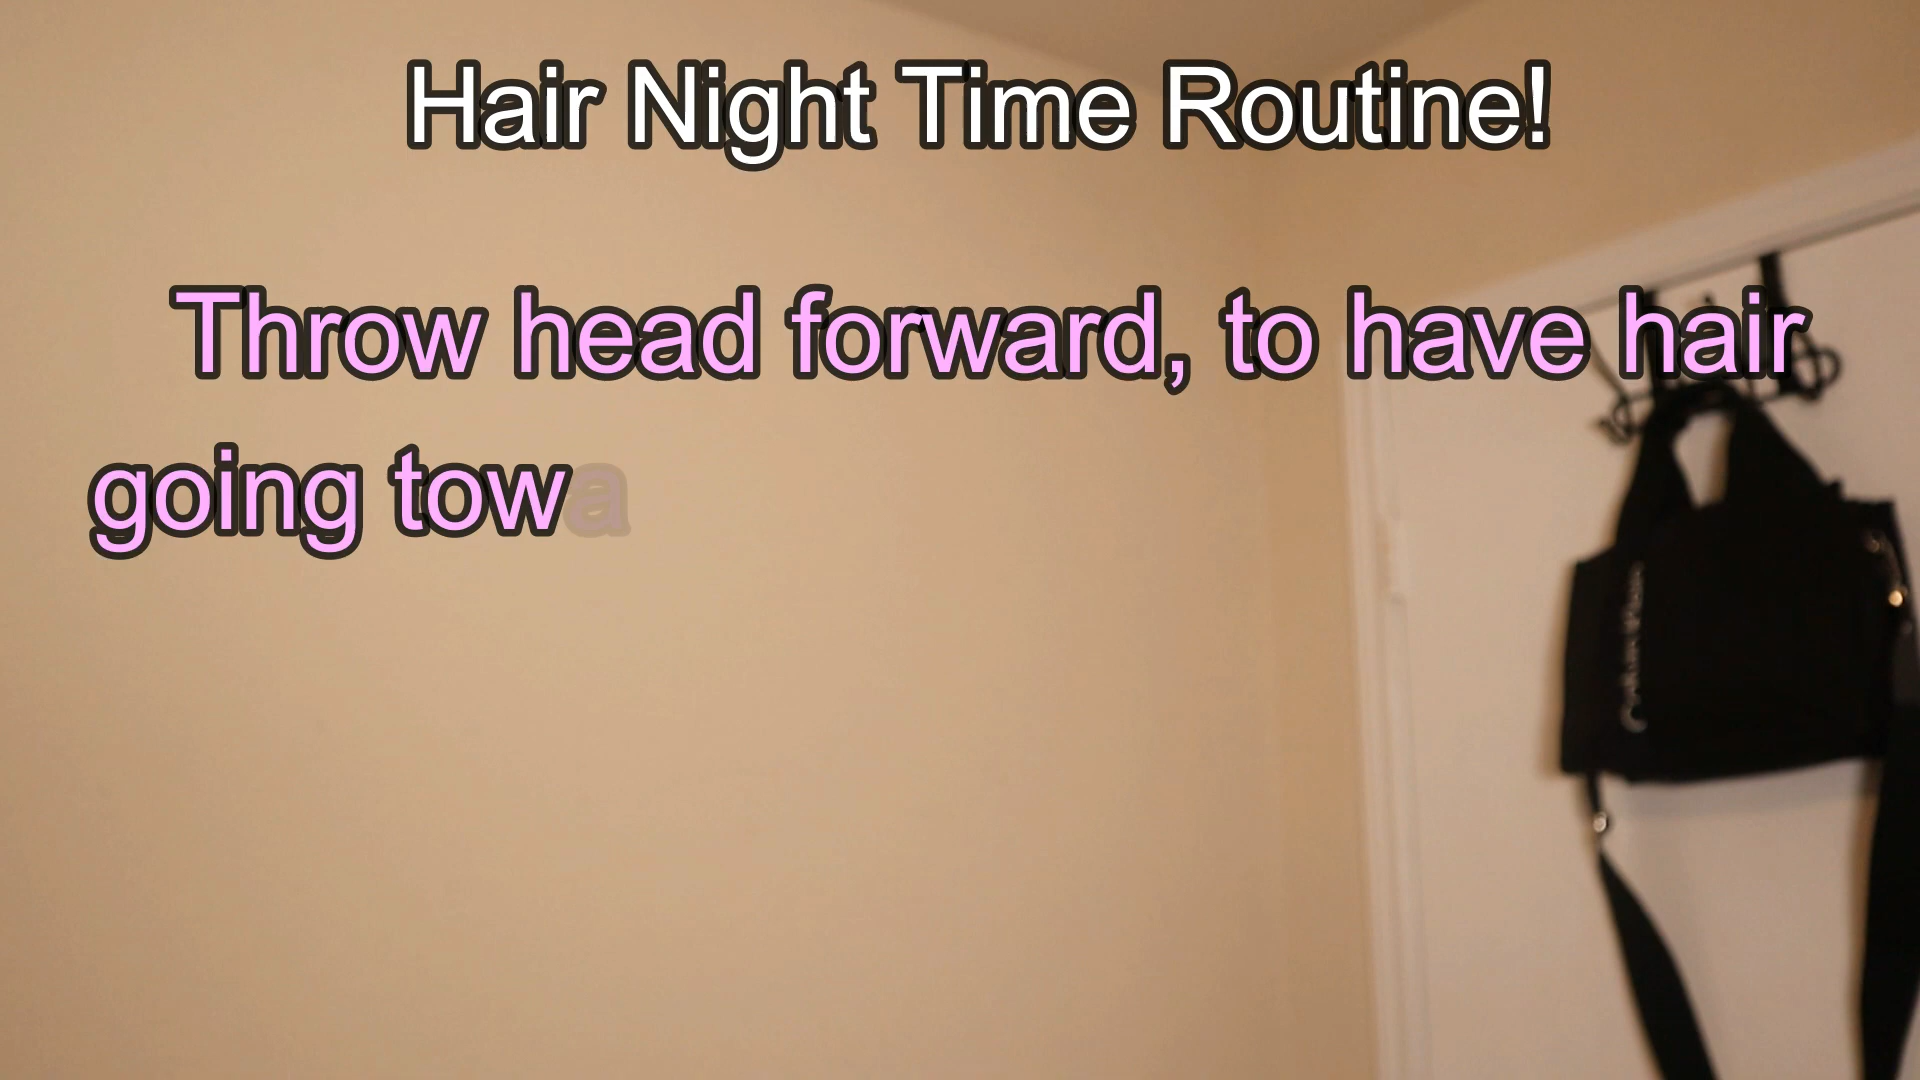 Hair Night Time Routine!
Throw head forward, to have hair
going towa